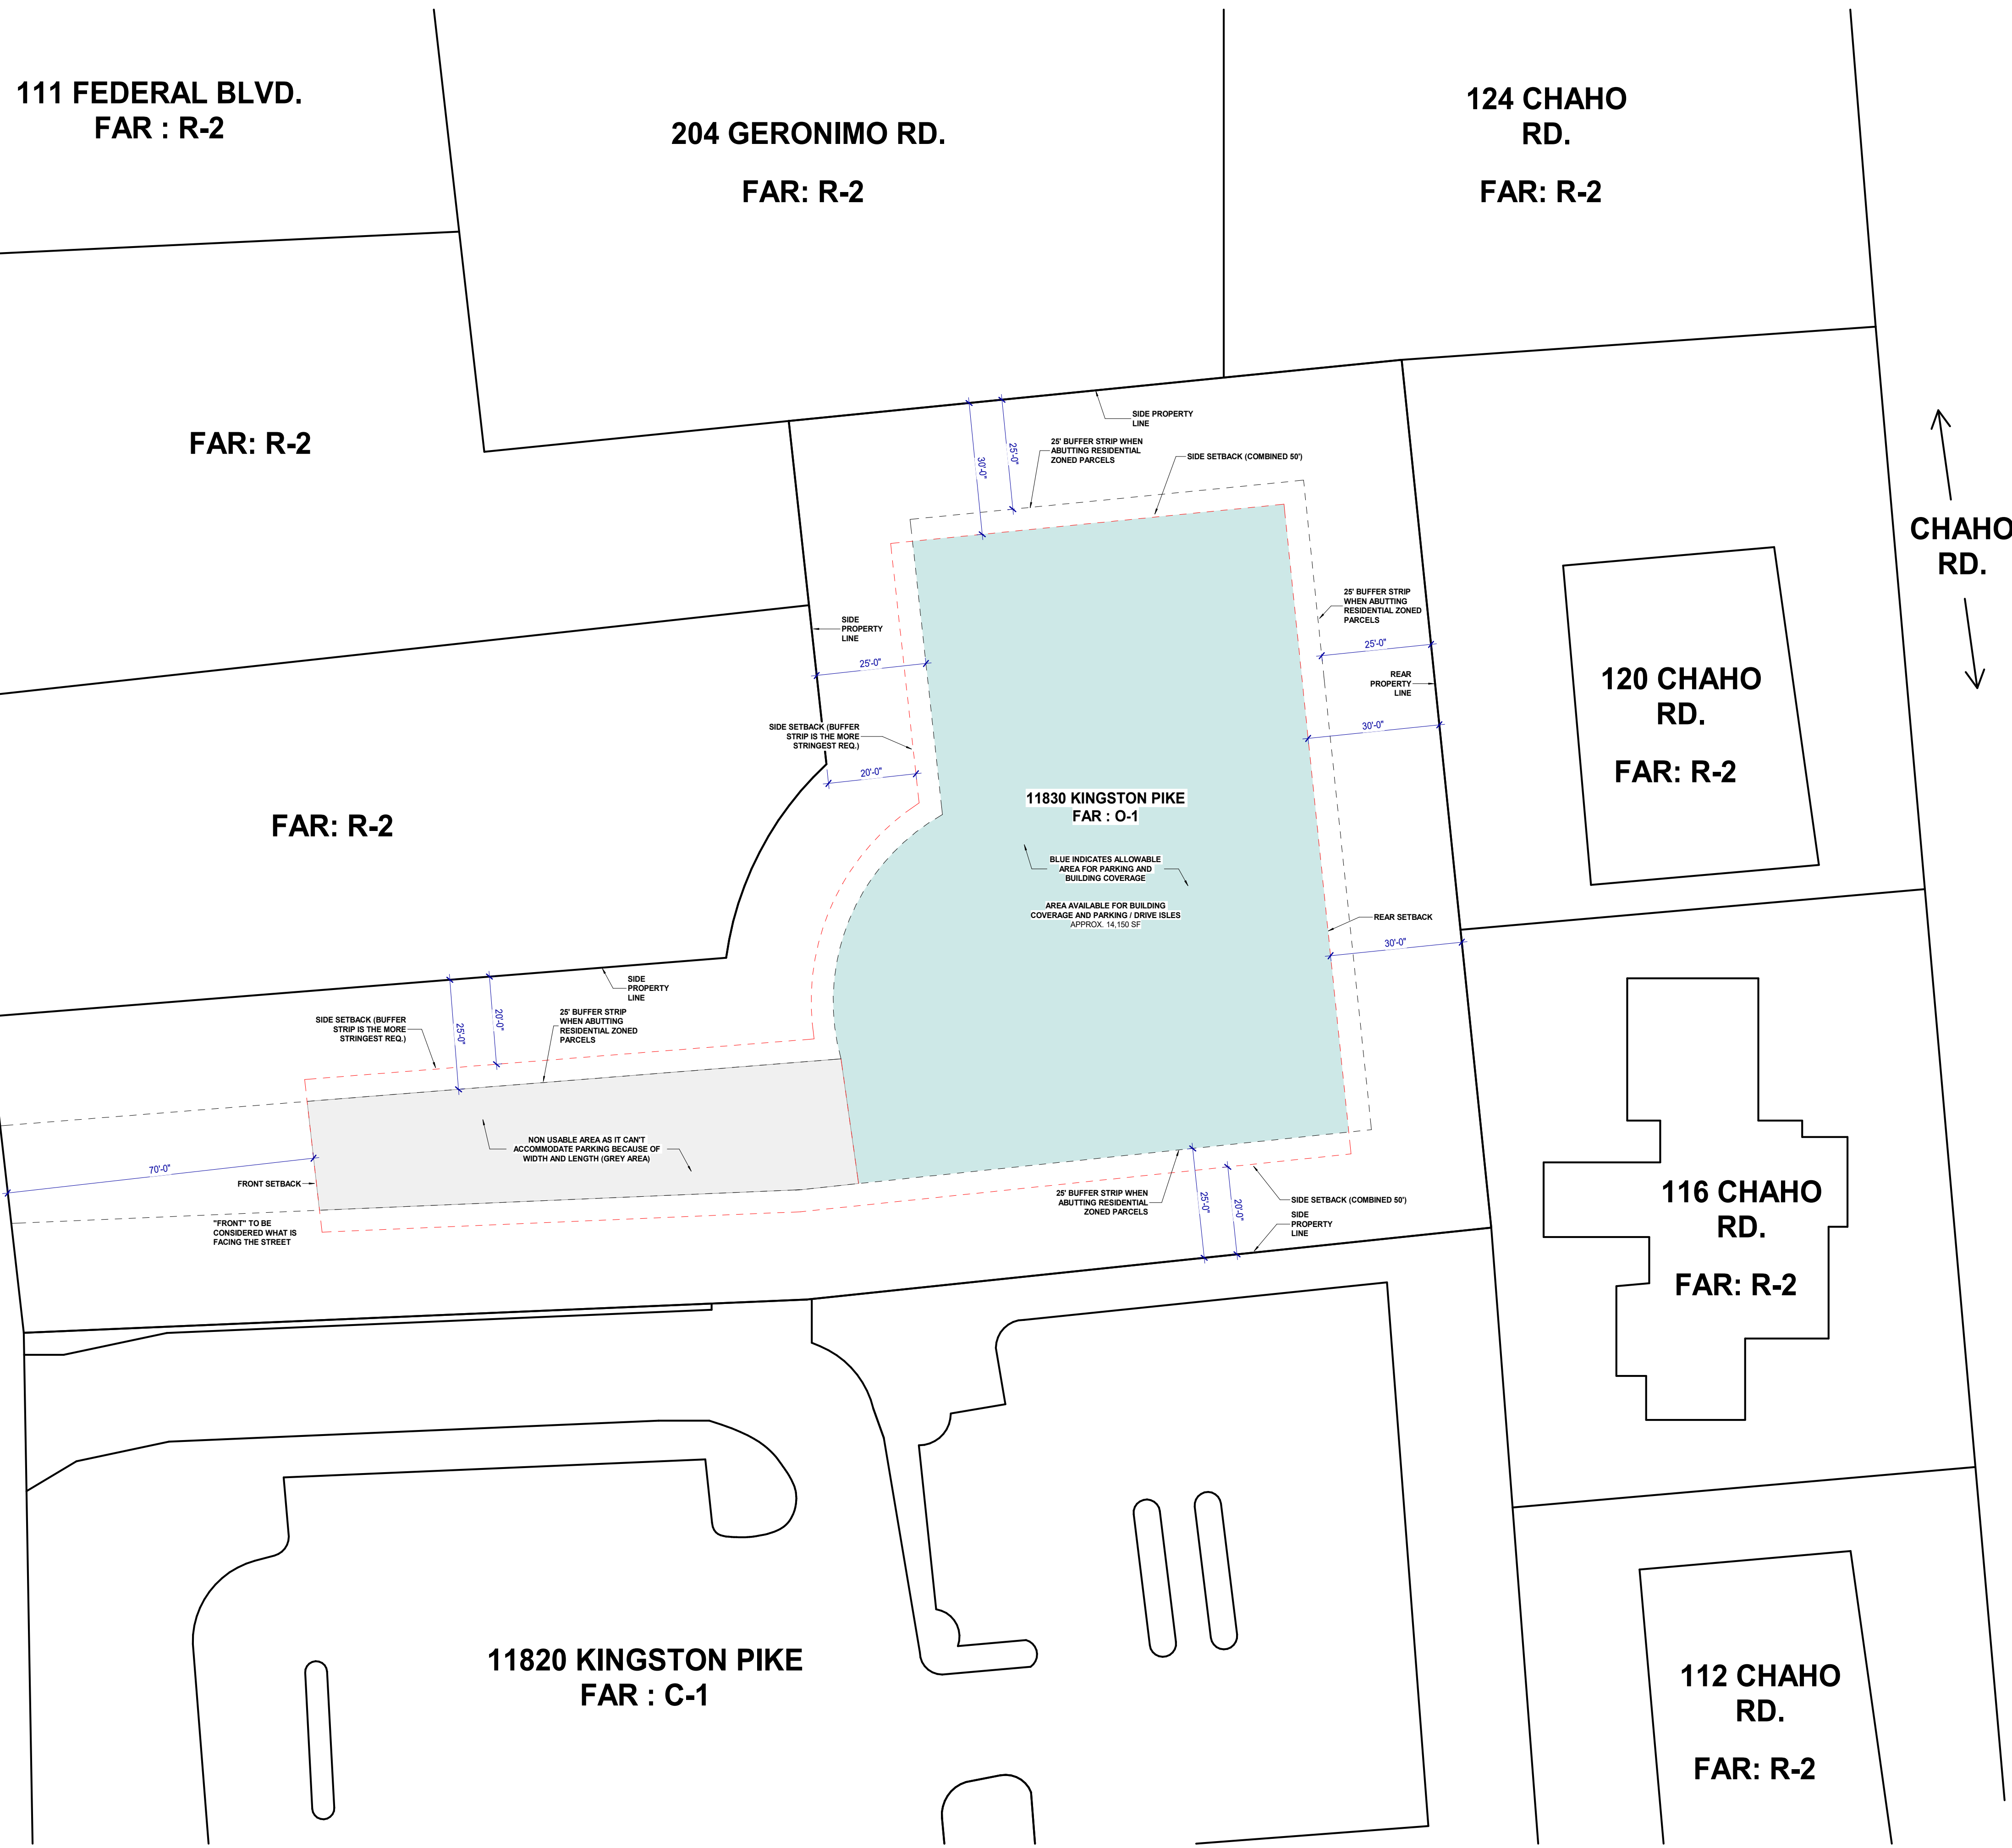 111 FEDERAL BLVD.
FAR : R-2
204 GERONIMO RD.
FAR: R-2
124 CHAHO
RD.
FAR: R-2
FAR: R-2
SIDE PROPERTY
LINE
25' BUFFER STRIP WHEN
ABUTTING RESIDENTIAL
ZONED PARCELS
SIDE SETBACK (COMBINED 50')
30'-0"
25'-0"
CHAHO
RD.
SIDE
PROPERTY
LINE
25'-0"
25' BUFFER STRIP
WHEN ABUTTING
RESIDENTIAL ZONED
PARCELS
25'-0"
REAR
PROPERTY
LINE
30'-0"
120 CHAHO
RD.
FAR: R-2
SIDE SETBACK (BUFFER
STRIP IS THE MORE
STRINGEST REQ.)
20'-0"
FAR: R-2
11830 KINGSTON PIKE
FAR : O-1
BLUE INDICATES ALLOWABLE
AREA FOR PARKING AND
BUILDING COVERAGE
AREA AVAILABLE FOR BUILDING
COVERAGE AND PARKING / DRIVE ISLES
APPROX. 14,150 SF
REAR SETBACK
30'-0"
SIDE
PROPERTY
LINE
SIDE SETBACK (BUFFER
STRIP IS THE MORE
STRINGEST REQ.)
25'-0"
20'-0"
25' BUFFER STRIP
WHEN ABUTTING
RESIDENTIAL ZONED
PARCELS
NON USABLE AREA AS IT CAN'T
ACCOMMODATE PARKING BECAUSE OF
WIDTH AND LENGTH (GREY AREA)
70'-0"
FRONT SETBACK
"FRONT" TO BE
CONSIDERED WHAT IS
FACING THE STREET
25' BUFFER STRIP WHEN
ABUTTING RESIDENTIAL
ZONED PARCELS
25'-0"
20'-0"
SIDE SETBACK (COMBINED 50')
SIDE
PROPERTY
LINE
116 CHAHO
RD.
FAR: R-2
11820 KINGSTON PIKE
FAR : C-1
112 CHAHO
RD.
FAR: R-2